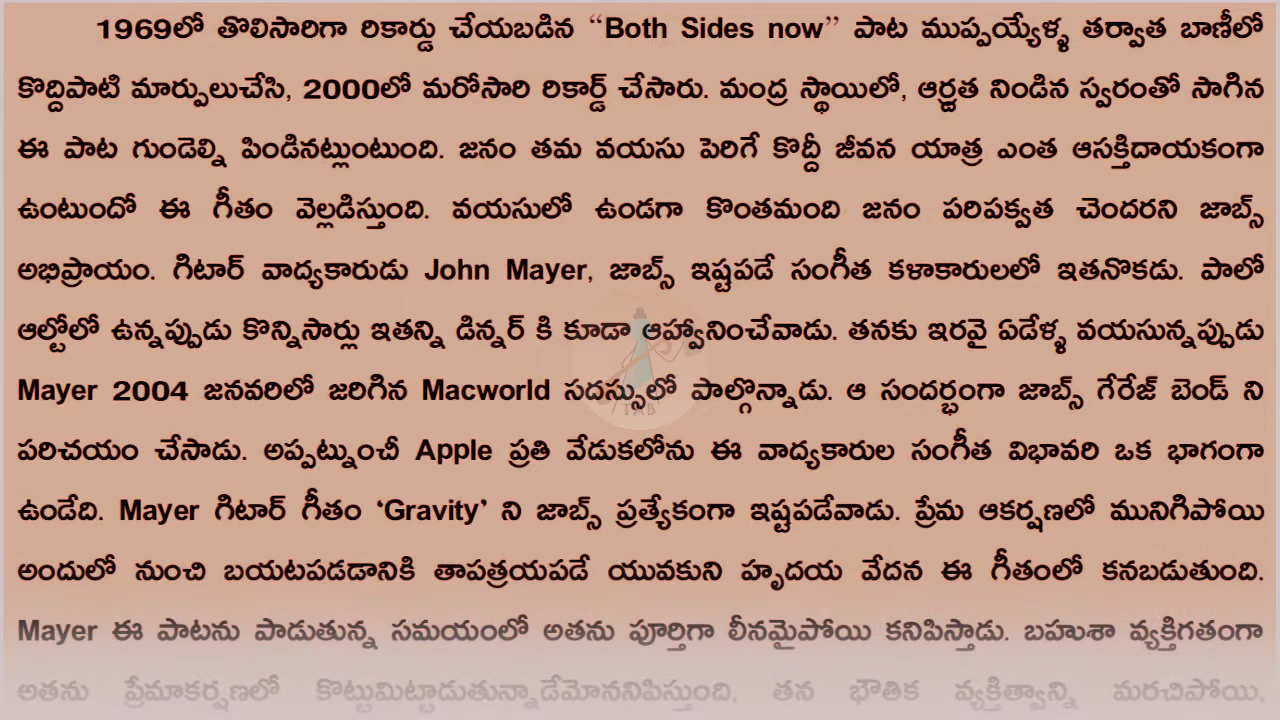 1969లో తొలిసారిగా రికార్డు చేయబడిన “Both Sides now” పాట ముప్పయ్యేళ్ళ తర్వాత బాణీలో
కొద్దిపాటి మార్పులుచేసి, 2000లో మరోసారి రికార్డ్ చేసారు. మంద్ర స్థాయిలో, ఆర్ద్రత నిండిన స్వరంతో సాగిన
ఈ పాట గుండెల్ని పిండినట్లుంటుంది. జనం తమ వయసు పెరిగే కొద్దీ జీవన యాత్ర ఎంత ఆసక్తిదాయకంగా
ఉంటుందో ఈ గీతం వెల్లడిస్తుంది. వయసులో ఉండగా కొంతమంది జనం పరిపక్వత చెందరని జాబ్స్
అభిప్రాయం. గిటార్ వాద్యకారుడు John Mayer, జాబ్స్ ఇష్టపడే సంగీత కళాకారులలో ఇతనొకడు. పాలో
ఆల్టోలో ఉన్నప్పుడు కొన్నిసార్లు ఇతన్ని డిన్నర్ కి కూడా ఆహ్వానించేవాడు. తనకు ఇరవై ఏడేళ్ళ వయసున్నప్పుడు
Mayer 2004 జనవరిలో జరిగిన Macworld సదస్సులో పాల్గొన్నాడు. ఆ సందర్భంగా జాబ్స్ గేరేజ్ బెండ్ ని
పరిచయం చేసాడు. అప్పట్నుంచీ Apple ప్రతి వేడుకలోను ఈ వాద్యకారుల సంగీత విభావరి ఒక భాగంగా
ఉండేది. Mayer గిటార్ గీతం ‘Gravity’ ని జాబ్స్ ప్రత్యేకంగా ఇష్టపడేవాడు. ప్రేమ ఆకర్షణలో మునిగిపోయి
అందులో నుంచి బయటపడడానికి తాపత్రయపడే యువకుని హృదయ వేదన ఈ గీతంలో కనబడుతుంది.
Mayer ఈ పాటను పాడుతున్న సమయంలో అతను పూర్తిగా లీనమైపోయి కనిపిస్తాడు. బహుశా వ్యక్తిగతంగా
అతను ప్రేమాకర్షణలో కొట్టుమిట్టాడుతున్నాడేమోననిపిస్తుంది, తన భౌతిక వ్యక్తిత్వాన్ని మరచిపోయి,
TAB